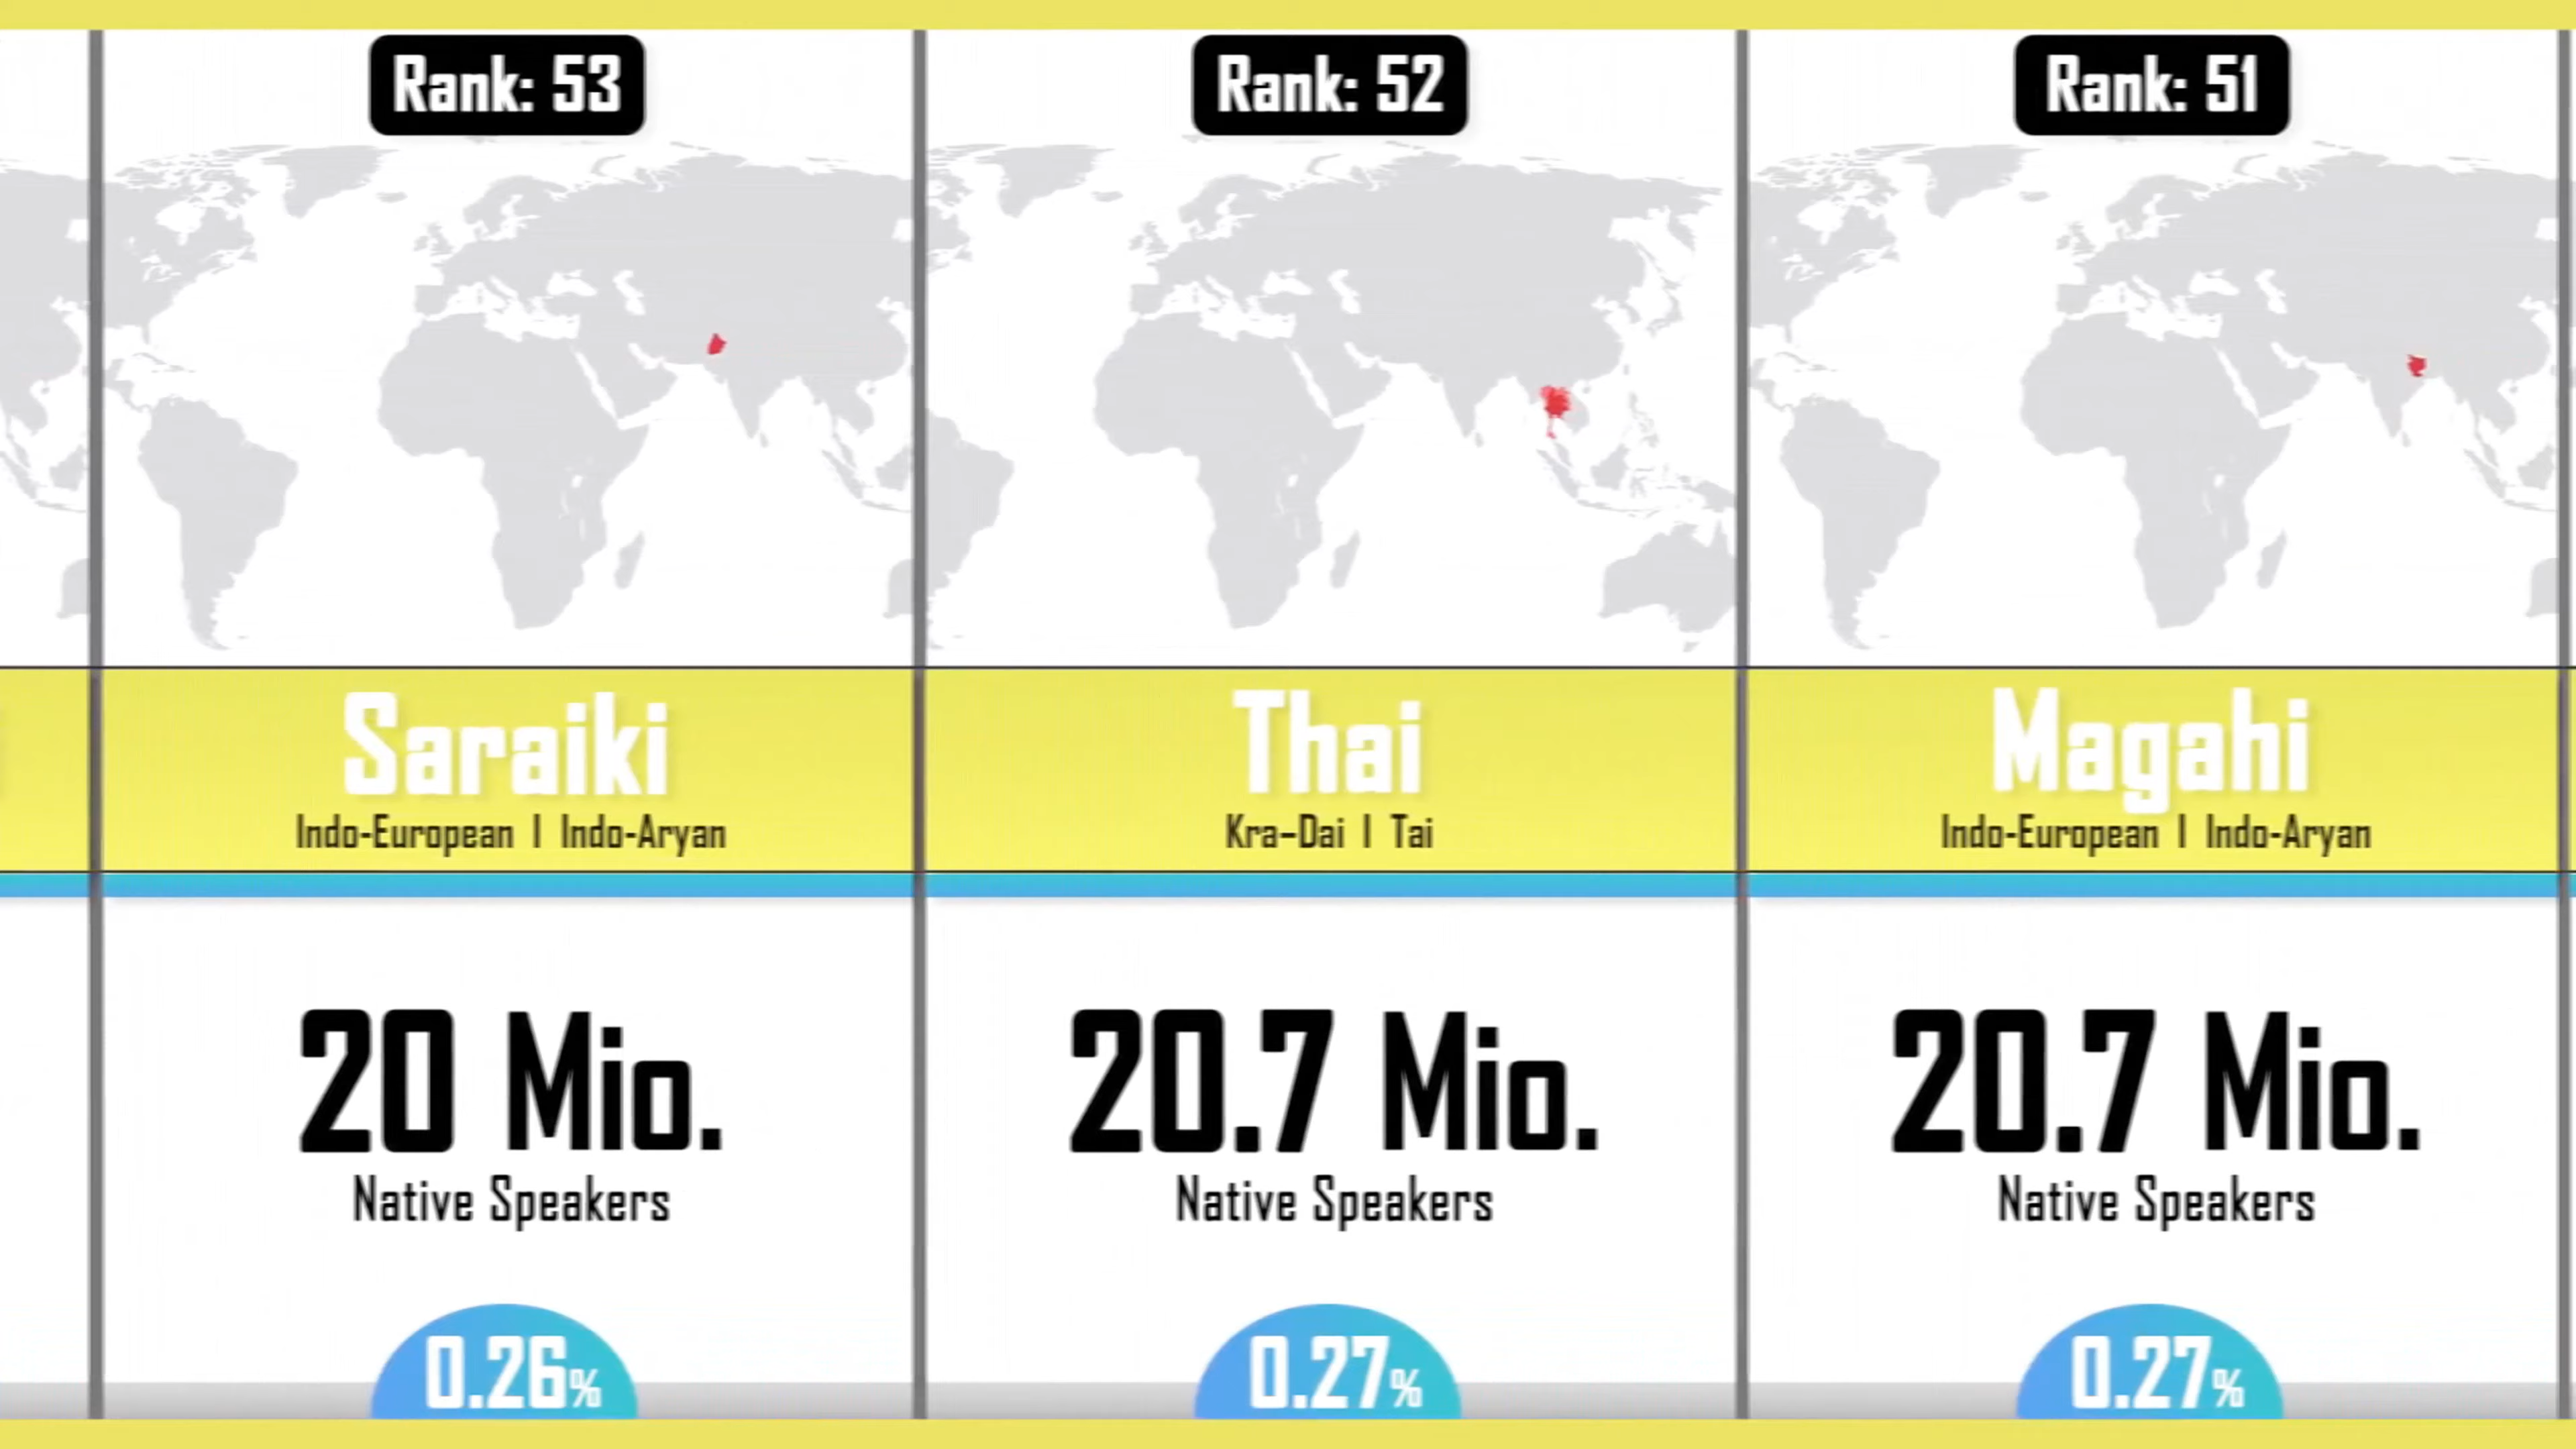 Rank: 53
Saraiki
Indo-European | Indo-Aryan
20 Mio.
Native Speakers
0.26%
Rank: 52
Thai
Kra-Dai | Tai
20.7 Mio.
Native Speakers
0.27%
Rank: 51
Magahi
Indo-European | Indo-Aryan
20.7 Mio.
Native Speakers
0.27%